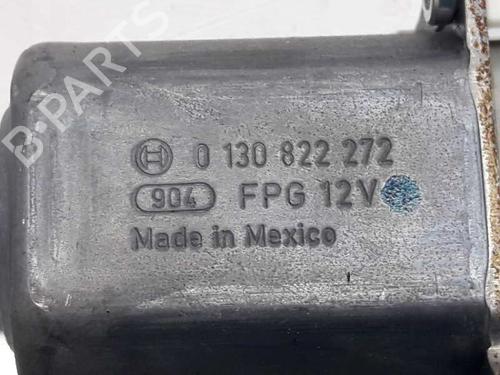 0 130 822 272
904 FPG 12V
Made in Mexico
B-PARTS